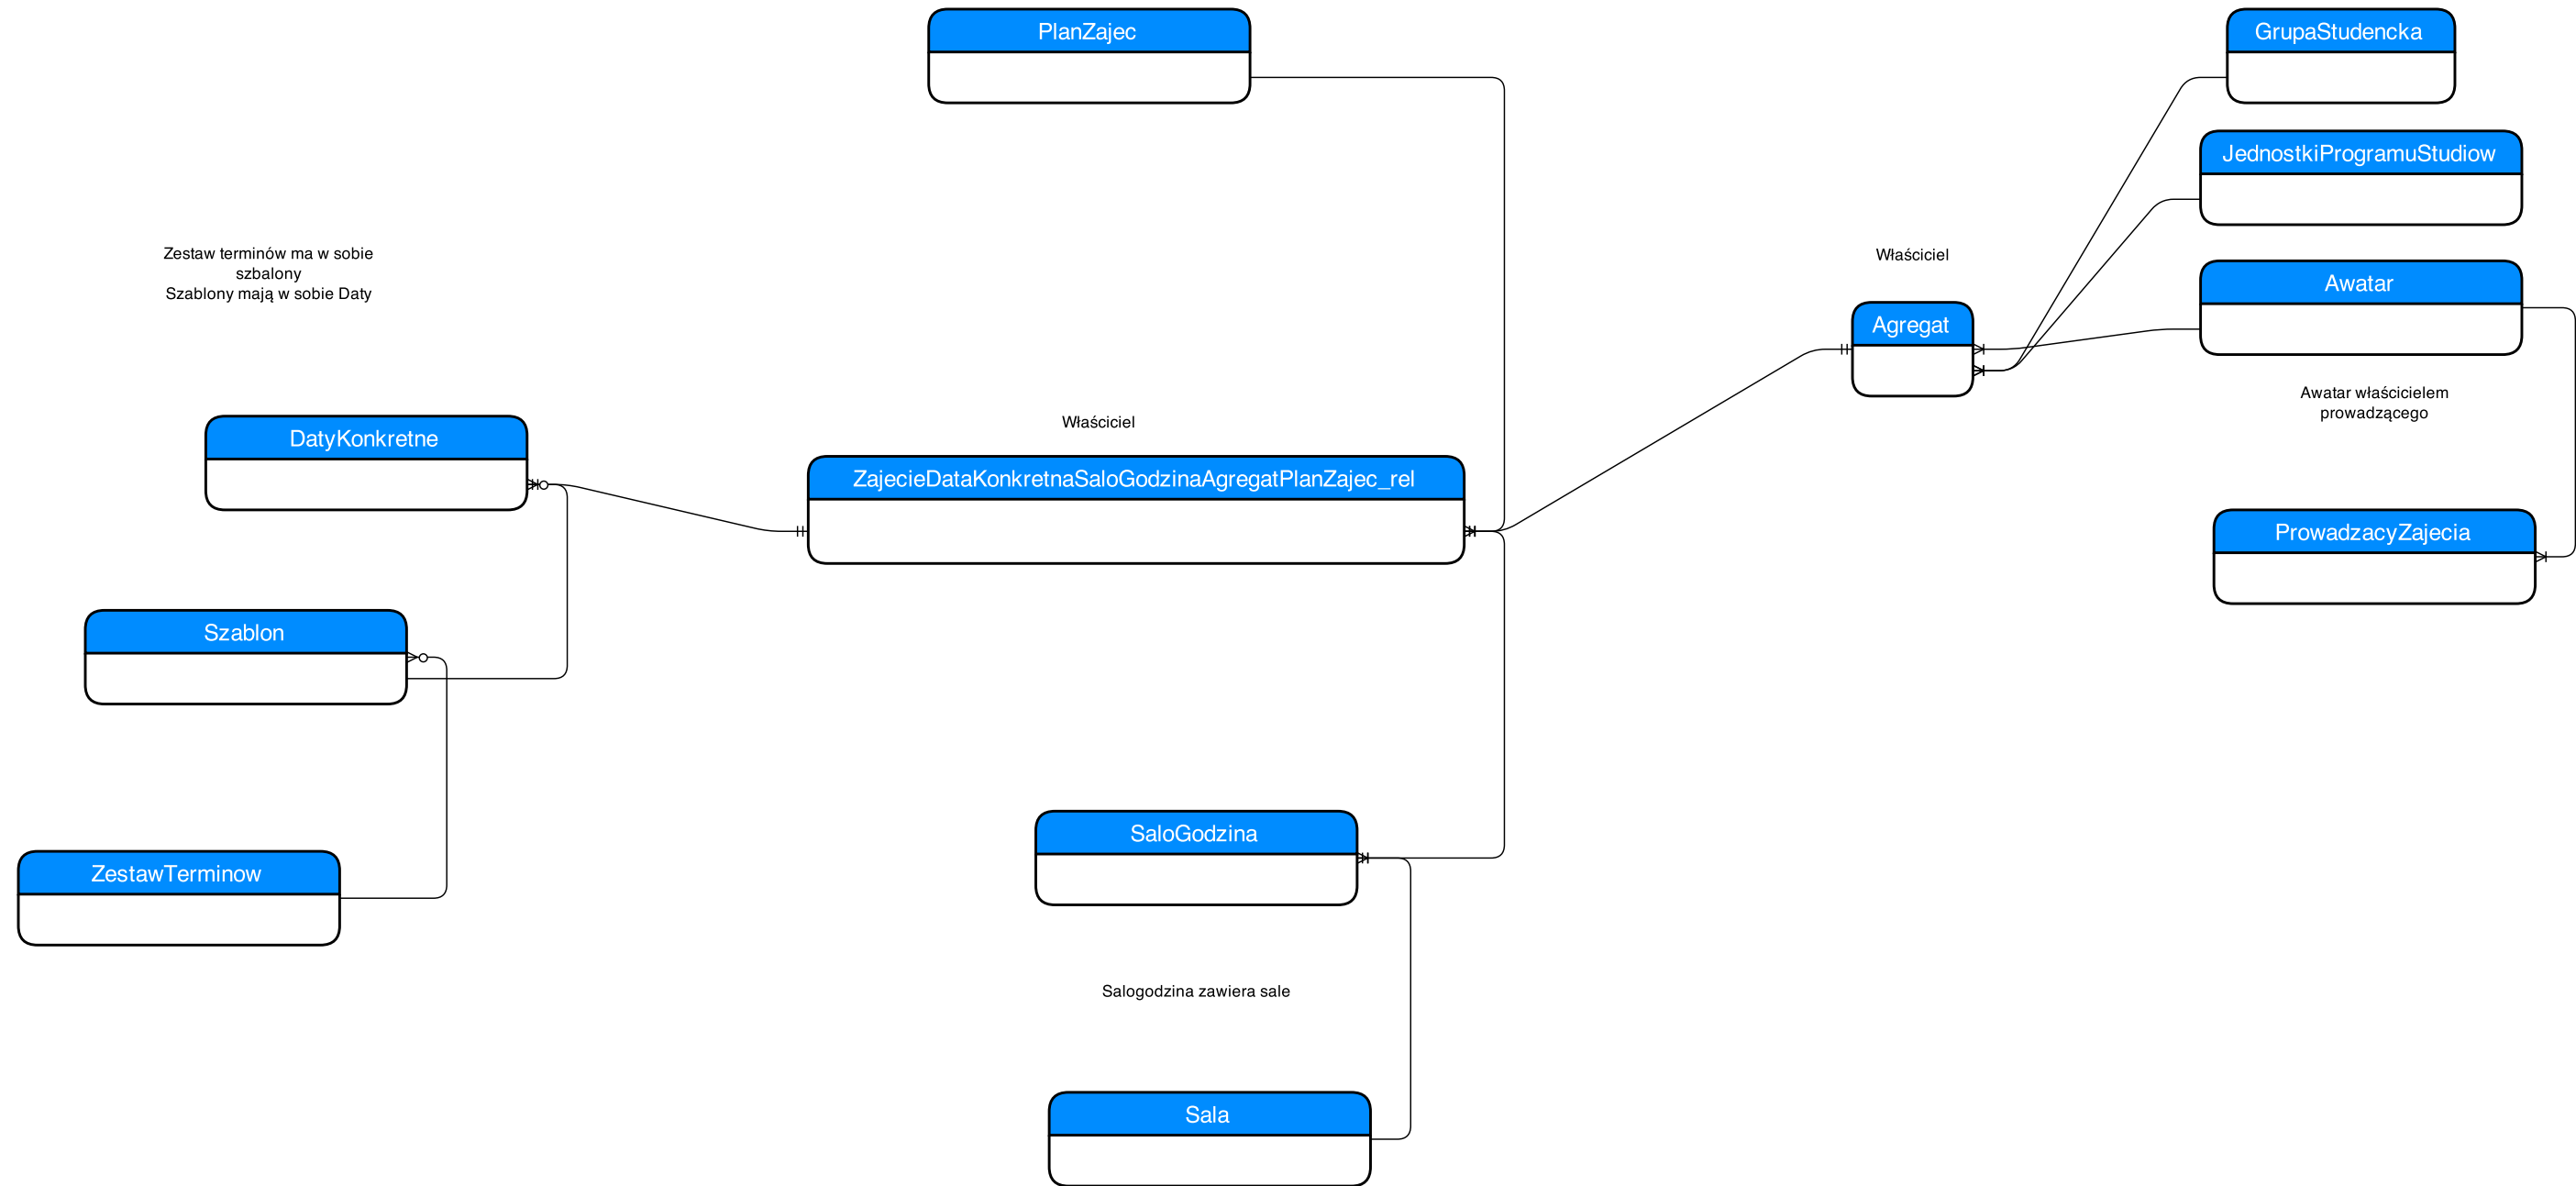 PlanZajec
GrupaStudencka
JednostkiProgramuStudiow
Zestaw terminów ma w sobie
szbalony
Szablony mają w sobie Daty
Właściciel
Awatar
Agregat
Awatar właścicielem
prowadzącego
Właściciel
DatyKonkretne
ZajecieDataKonkretnaSaloGodzinaAgregatPlanZajec_rel
ProwadzacyZajecia
Szablon
SaloGodzina
ZestawTerminow
Salogodzina zawiera sale
Sala